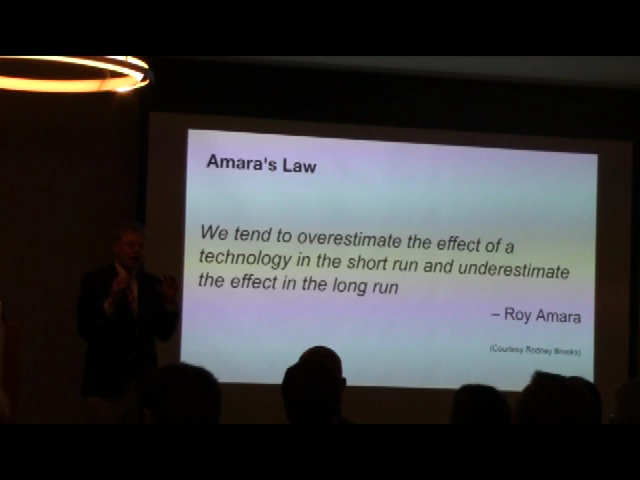 Amara's Law
We tend to overestimate the effect of a
technology in the short run and underestimate
the effect in the long run
– Roy Amara
(Courtesy Rodney Brooks)